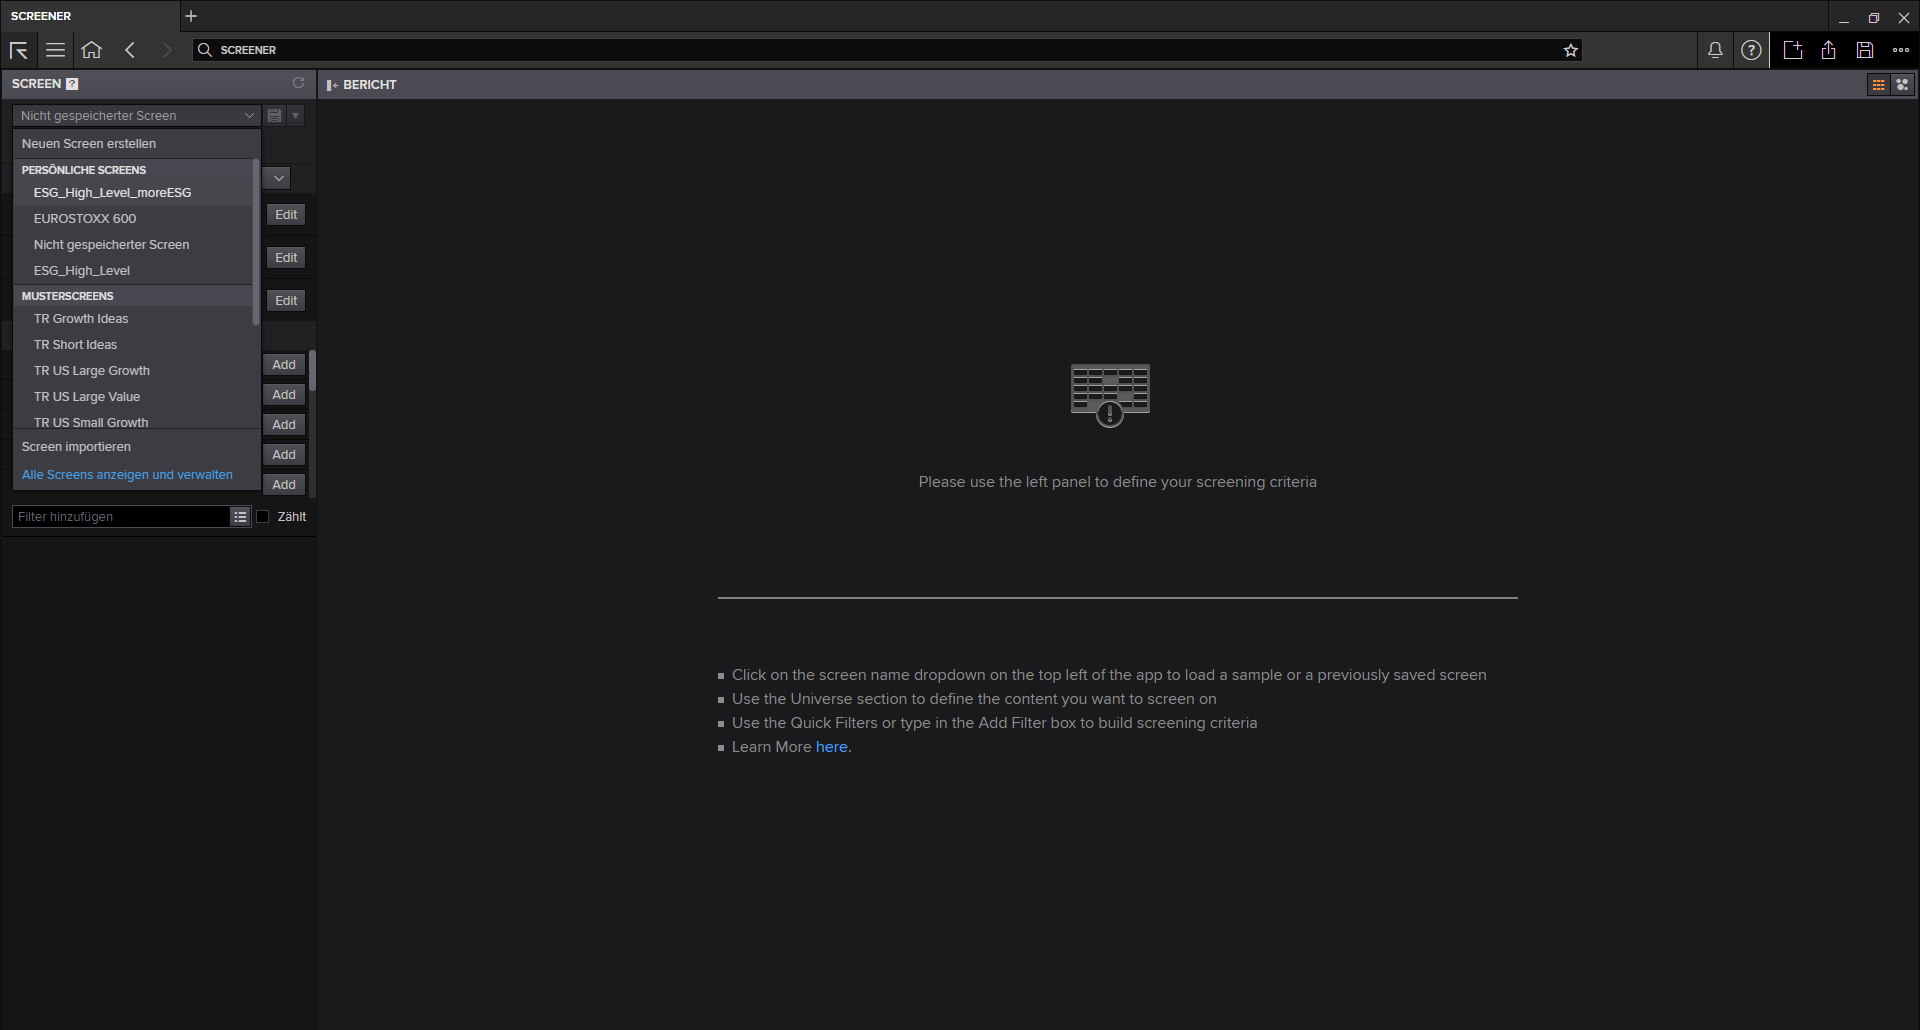 SCREENER
SCREENER
SCREEN ?
BERICHT
Nicht gespeicherter Screen
Neuen Screen erstellen
PERSÖNLICHE SCREENS
ESG_High_Level_moreESG
EUROSTOXX 600
Edit
Nicht gespeicherter Screen
Edit
ESG_High_Level
MUSTERSCREENS
Edit
TR Growth Ideas
TR Short Ideas
TR US Large Growth
Add
TR US Large Value
Add
TR US Small Growth
Add
Screen importieren
Add
Alle Screens anzeigen und verwalten
Add
Filter hinzufügen
Zählt
Please use the left panel to define your screening criteria
Click on the screen name dropdown on the top left of the app to load a sample or a previously saved screen
Use the Universe section to define the content you want to screen on
Use the Quick Filters or type in the Add Filter box to build screening criteria
Learn More here.